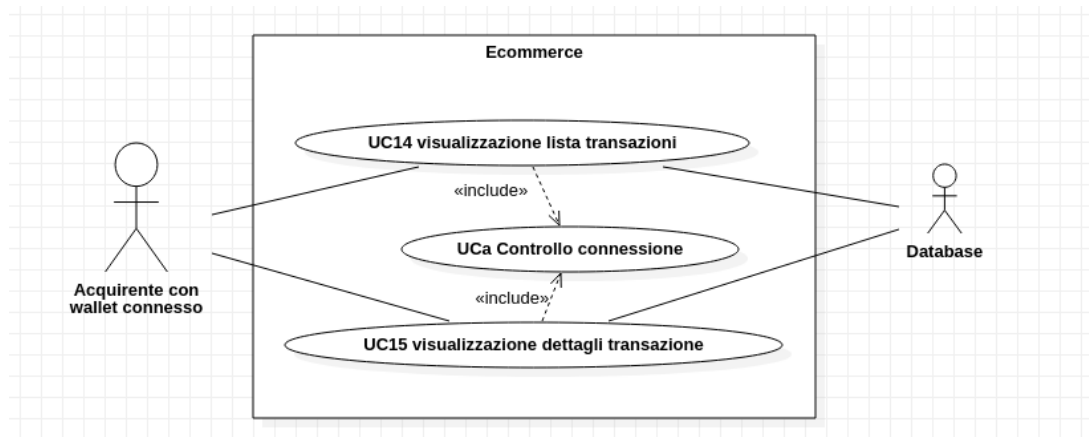 Ecommerce
UC14 visualizzazione lista transazioni
«include»
UCa Controllo connessione
«include»
UC15 visualizzazione dettagli transazione
Acquirente con
wallet connesso
Database